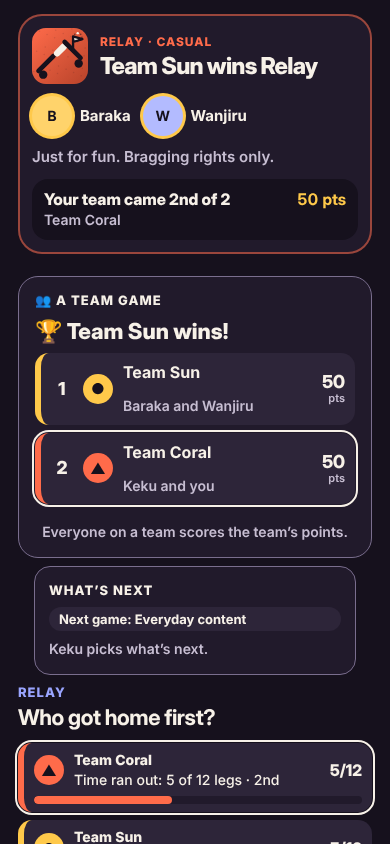 RELAY · CASUAL
Team Sun wins Relay
B Baraka W Wanjiru
Just for fun. Bragging rights only.
Your team came 2nd of 2 50 pts
Team Coral
A TEAM GAME
Team Sun wins!
1 Team Sun 50 pts
Baraka and Wanjiru
2 Team Coral 50 pts
Keku and you
Everyone on a team scores the team’s points.
WHAT’S NEXT
Next game: Everyday content
Keku picks what’s next.
RELAY
Who got home first?
Team Coral 5/12
Time ran out: 5 of 12 legs · 2nd
Team Sun